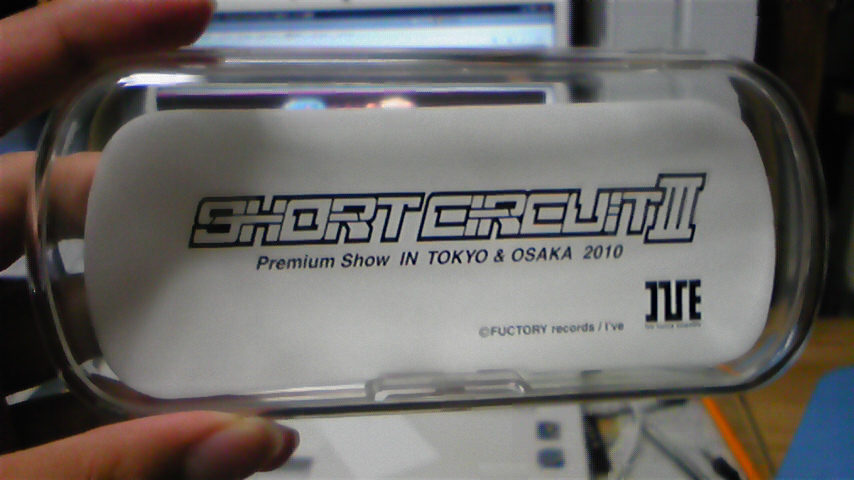 SHORT CIRCUIT III
Premium Show IN TOKYO & OSAKA 2010
I'VE
©FUCTORY records / I've